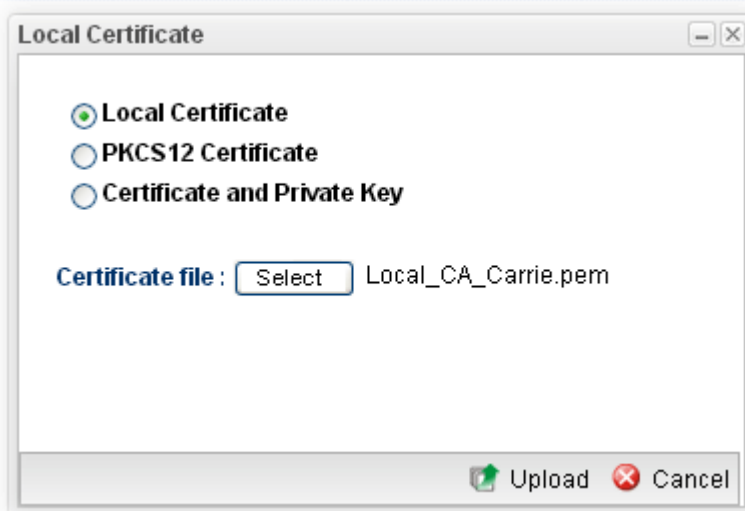 Local Certificate
Local Certificate
PKCS12 Certificate
Certificate and Private Key
Certificate file : Select Local_CA_Carrie.pem
Upload Cancel